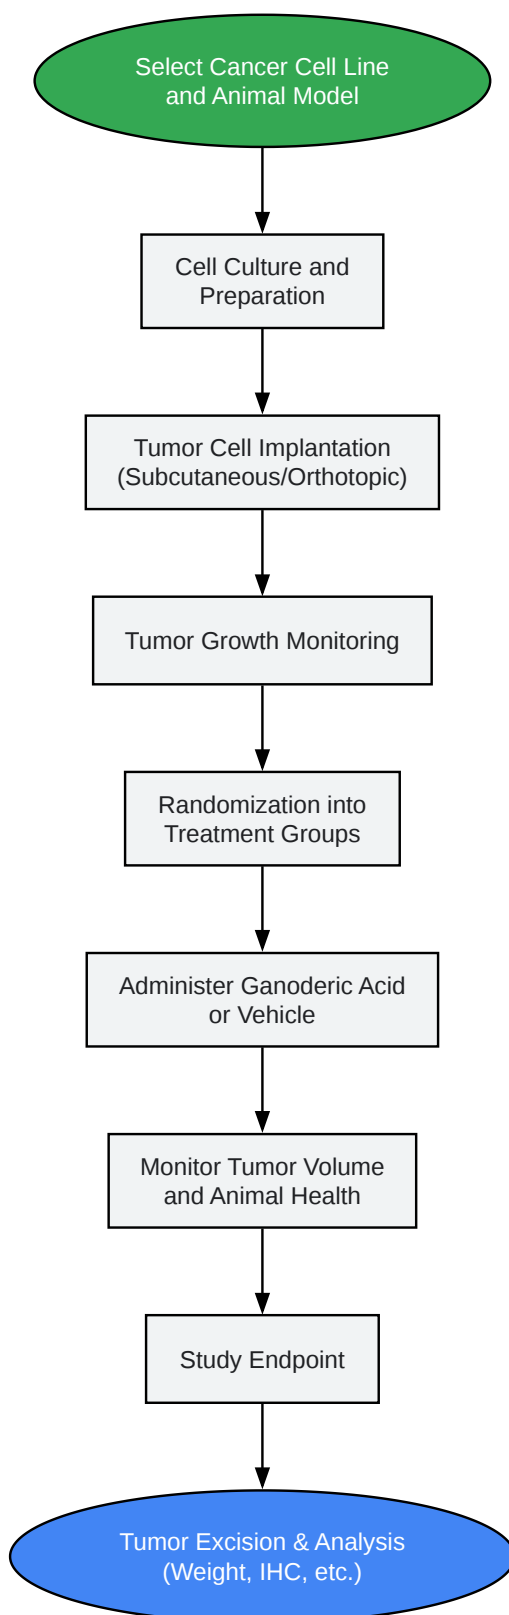 Select Cancer Cell Line
and Animal Model
Cell Culture and
Preparation
Tumor Cell Implantation
(Subcutaneous/Orthotopic)
Tumor Growth Monitoring
Randomization into
Treatment Groups
Administer Ganoderic Acid
or Vehicle
Monitor Tumor Volume
and Animal Health
Study Endpoint
Tumor Excision & Analysis
(Weight, IHC, etc.)